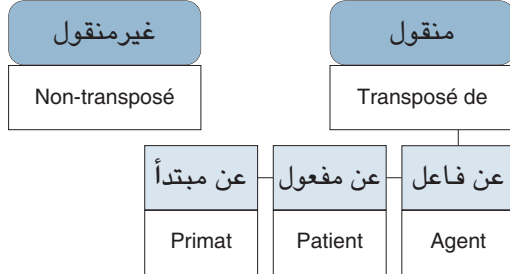 منقول
غيرمنقول
Transposé de
Non-transposé
عن فاعل
عن مفعول
عن مبتدأ
Agent
Patient
Primat